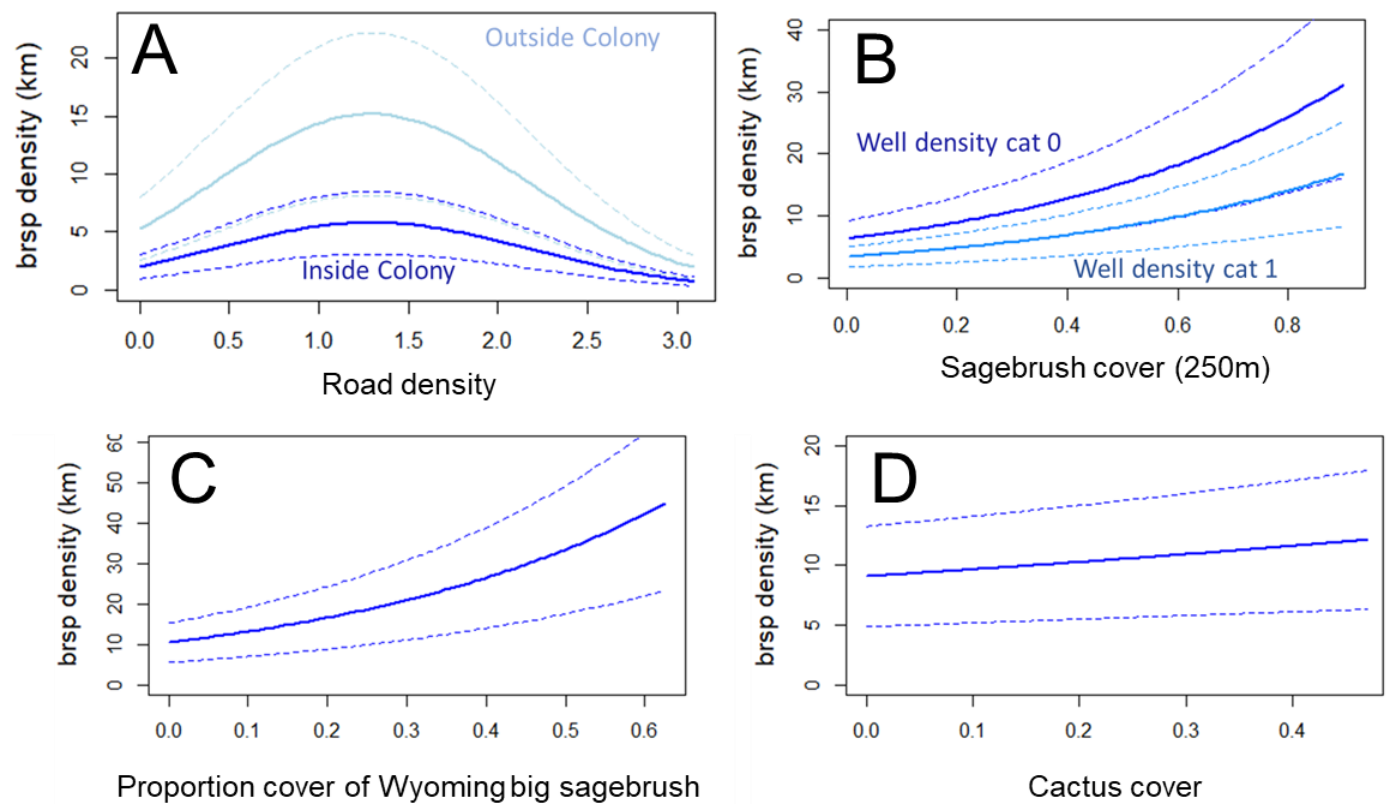 A
Outside Colony
Inside Colony
brsp density (km)
0 5 10 15 20
0.0 0.5 1.0 1.5 2.0 2.5 3.0
Road density
B
Well density cat 0
Well density cat 1
brsp density (km)
0 10 20 30 40
0.0 0.2 0.4 0.6 0.8
Sagebrush cover (250m)
C
brsp density (km)
0 10 20 30 40 50 60
0.0 0.1 0.2 0.3 0.4 0.5 0.6
Proportion cover of Wyoming big sagebrush
D
brsp density (km)
0 5 10 15 20
0.0 0.1 0.2 0.3 0.4
Cactus cover